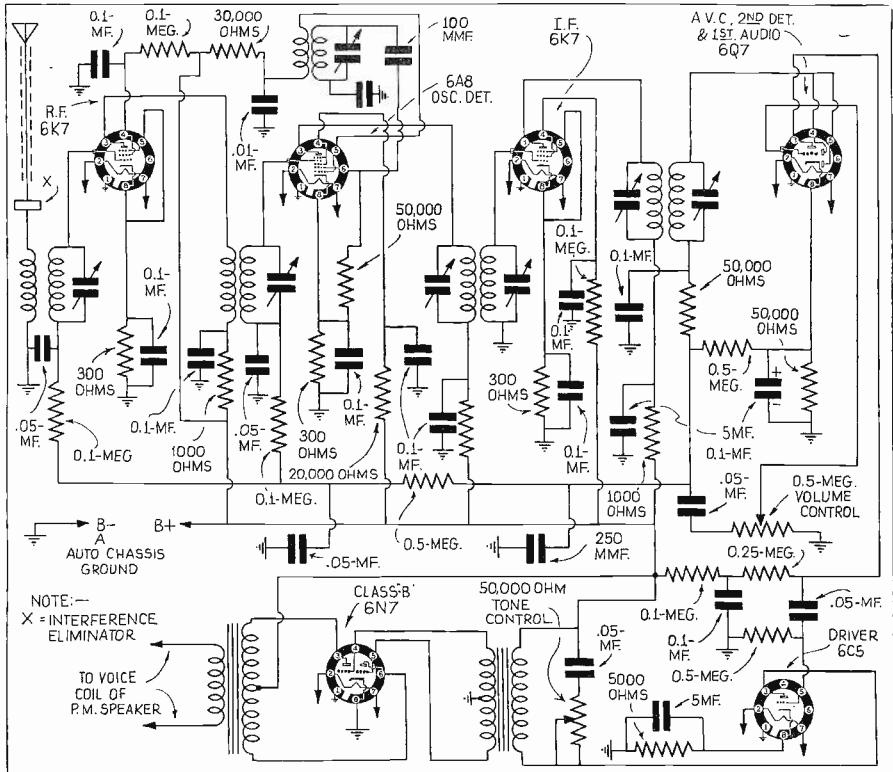 0.1-
MF.
0.1-
MEG.
30,000
OHMS
100
MMF.
I.F.
6K7
A.V.C, 2ND DET.
& 1ST. AUDIO
6Q7
R.F.
6K7
6A8
OSC. DET.
.01-
MF.
X
50,000
OHMS
0.1-
MEG.
0.1-MF.
50,000
OHMS
50,000
OHMS
0.1-
MF.
300
OHMS
.05-
MF.
0.1-MEG
0.1-MF.
1000
OHMS
.05-
MF.
0.1-MEG.
300
OHMS
0.1-
MF.
20,000 OHMS
0.1-
MF.
0.1-
MF.
300
OHMS
0.1-
MF.
0.5-
MEG.
+
-
5MF.
0.1-MF.
1000
OHMS
.05-
MF.
0.5-MEG.
VOLUME
CONTROL
B-
A
AUTO CHASSIS
GROUND
B+
.05-MF.
0.5-MEG.
250
MMF.
0.25-MEG.
NOTE:-
X = INTERFERENCE
ELIMINATOR
CLASS-"B"
6N7
50,000 OHM
TONE
CONTROL
0.1-MEG.
0.1-
MF.
.05-MF.
.05-
MF.
0.5-MEG.
DRIVER
6C5
TO VOICE
COIL OF
P.M. SPEAKER
5000
OHMS
5MF.